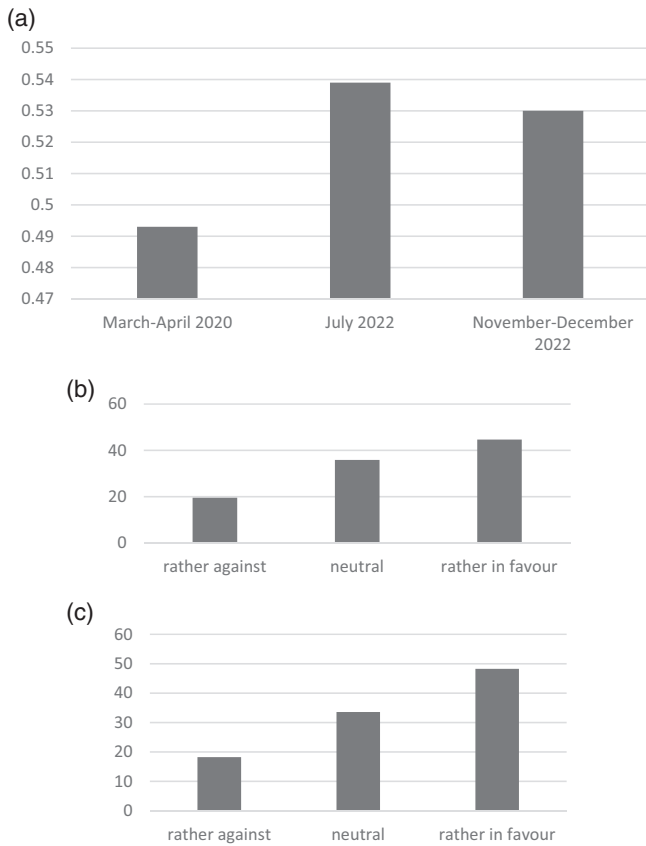 (a)
0.55
0.54
0.53
0.52
0.51
0.5
0.49
0.48
0.47
March-April 2020
July 2022
November-December
2022
(b)
60
40
20
0
rather against
neutral
rather in favour
(c)
60
50
40
30
20
10
0
rather against
neutral
rather in favour